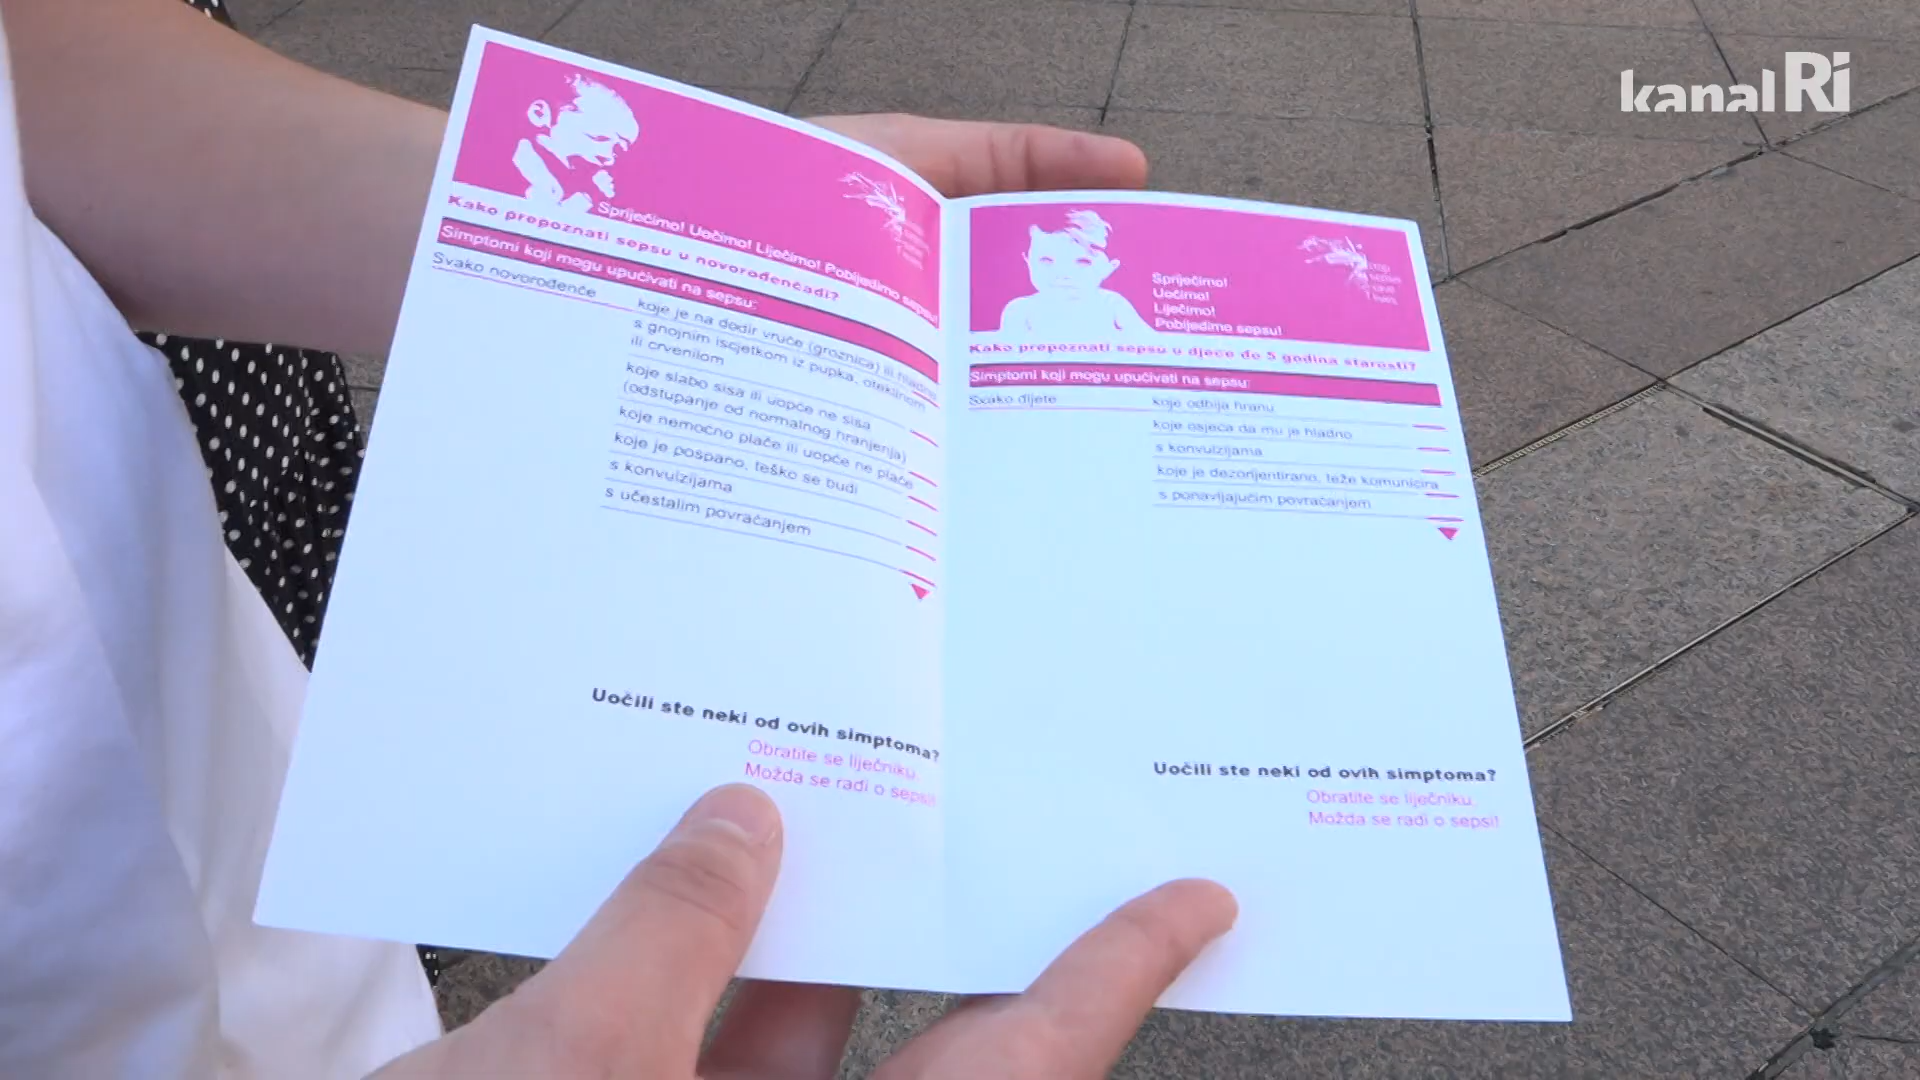 kanalRi
Spriječimo! Uočimo! Liječimo! Pobijedimo sepsu!
Kako prepoznati sepsu u novorođenčadi?
Simptomi koji mogu upućivati na sepsu:
Svako novorođenče
koje je na dodir vruće (groznica) ili hladno
s gnojnim iscjetkom iz pupka, oteklinom
ili crvenilom
koje slabo sisa ili uopće ne sisa
(odstupanje od normalnog hranjenja)
koje nemoćno plače ili uopće ne plače
koje je pospano, teško se budi
s konvulzijama
s učestalim povraćanjem
Uočili ste neki od ovih simptoma?
Obratite se liječniku.
Možda se radi o sepsi!
stop
sepsis
save
lives
Spriječimo!
Uočimo!
Liječimo!
Pobijedimo sepsu!
Kako prepoznati sepsu u djece do 5 godina starosti?
Simptomi koji mogu upućivati na sepsu:
Svako dijete
koje odbija hranu
koje osjeća da mu je hladno
s konvulzijama
koje je dezorijentirano, teže komunicira
s ponavljajućim povraćanjem
Uočili ste neki od ovih simptoma?
Obratite se liječniku.
Možda se radi o sepsi!